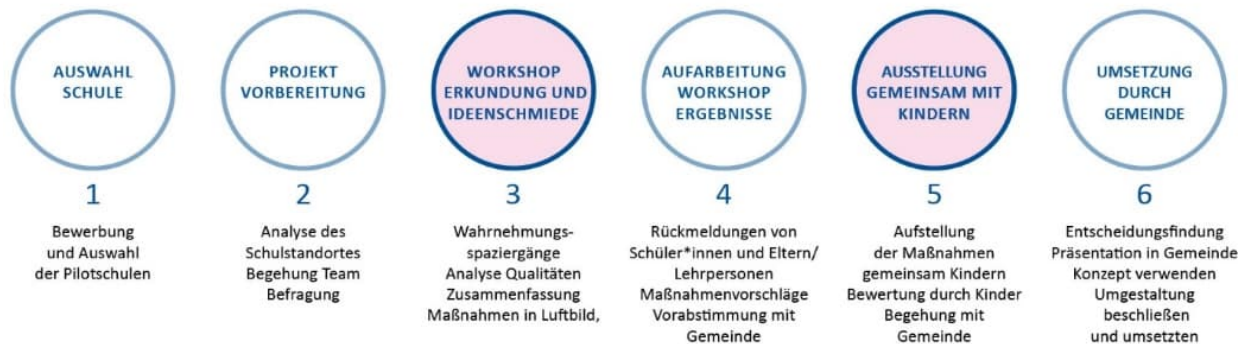 AUSWAHL
SCHULE
1
Bewerbung
und Auswahl
der Pilotschulen
PROJEKT
VORBEREITUNG
2
Analyse des
Schulstandortes
Begehung Team
Befragung
WORKSHOP
ERKUNDUNG UND
IDEENSCHMIEDE
3
Wahrnehmungs-
spaziergänge
Analyse Qualitäten
Zusammenfassung
Maßnahmen in Luftbild,
AUFARBEITUNG
WORKSHOP
ERGEBNISSE
4
Rückmeldungen von
Schüler*innen und Eltern/
Lehrpersonen
Maßnahmenvorschläge
Vorabstimmung mit
Gemeinde
AUSSTELLUNG
GEMEINSAM MIT
KINDERN
5
Aufstellung
der Maßnahmen
gemeinsam Kindern
Bewertung durch Kinder
Begehung mit
Gemeinde
UMSETZUNG
DURCH
GEMEINDE
6
Entscheidungsfindung
Präsentation in Gemeinde
Konzept verwenden
Umgestaltung
beschließen
und umsetzten